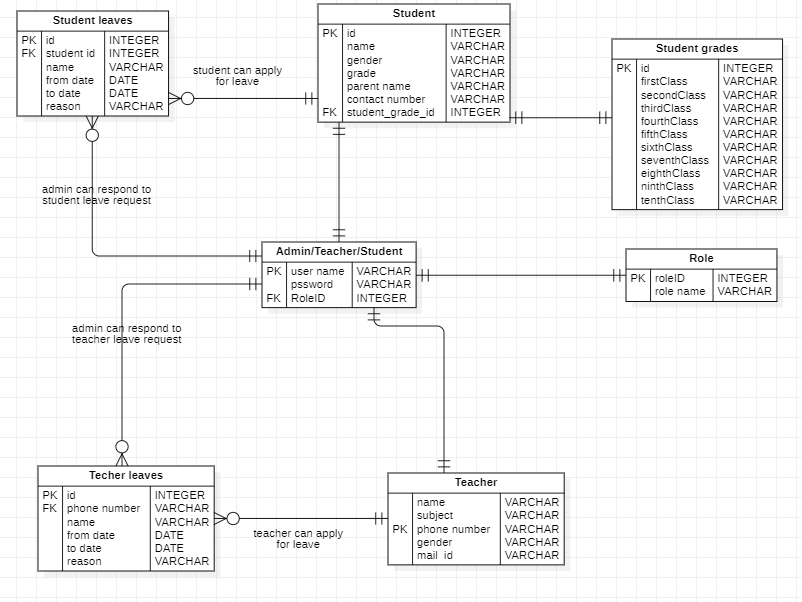 Student leaves
PK id INTEGER
FK student id INTEGER
name VARCHAR
from date DATE
to date DATE
reason VARCHAR
student can apply
for leave
Student
PK id INTEGER
name VARCHAR
gender VARCHAR
grade VARCHAR
parent name VARCHAR
contact number VARCHAR
FK student_grade_id INTEGER
Student grades
PK id INTEGER
firstClass VARCHAR
secondClass VARCHAR
thirdClass VARCHAR
fourthClass VARCHAR
fifthClass VARCHAR
sixthClass VARCHAR
seventhClass VARCHAR
eighthClass VARCHAR
ninthClass VARCHAR
tenthClass VARCHAR
admin can respond to
student leave request
Admin/Teacher/Student
PK user name VARCHAR
pssword VARCHAR
FK RoleID INTEGER
Role
PK roleID INTEGER
role name VARCHAR
admin can respond to
teacher leave request
Techer leaves
PK id INTEGER
FK phone number VARCHAR
name VARCHAR
from date DATE
to date DATE
reason VARCHAR
teacher can apply
for leave
Teacher
name VARCHAR
subject VARCHAR
PK phone number VARCHAR
gender VARCHAR
mail id VARCHAR